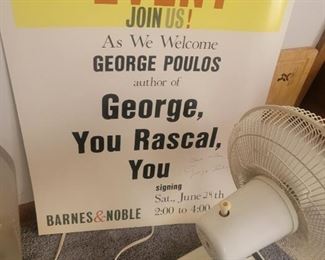 EVENT
JOIN US!
As We Welcome
GEORGE POULOS
author of
George,
You Rascal,
You
signing
Sat., June 28th
2:00 to 4:00
BARNES&NOBLE